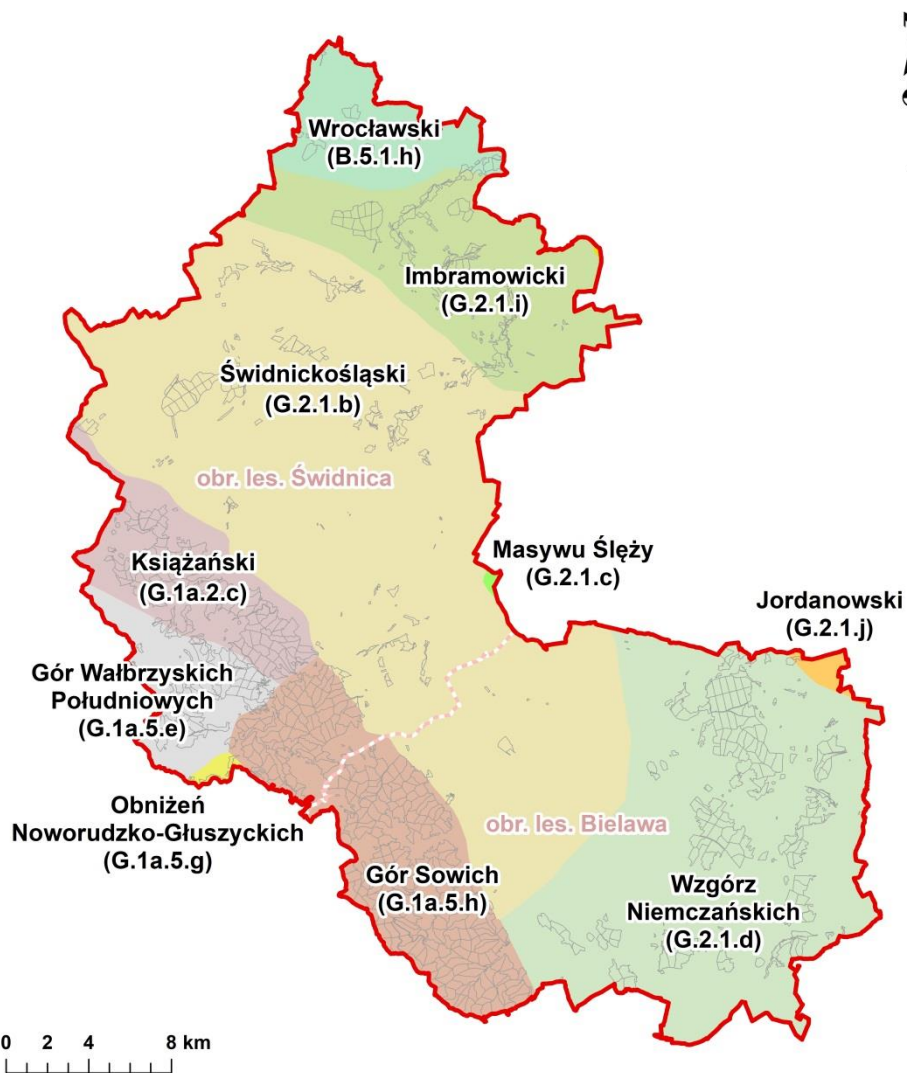 Wrocławski
(B.5.1.h)
Imbramowicki
(G.2.1.i)
Świdnickośląski
(G.2.1.b)
obr. les. Świdnica
Książański
(G.1a.2.c)
Masywu Ślęży
(G.2.1.c)
Jordanowski
(G.2.1.j)
Gór Wałbrzyskich
Południowych
(G.1a.5.e)
Obniżeń
Noworudzko-Głuszyckich
(G.1a.5.g)
obr. les. Bielawa
Gór Sowich
(G.1a.5.h)
Wzgórz
Niemczańskich
(G.2.1.d)
0 2 4 8 km